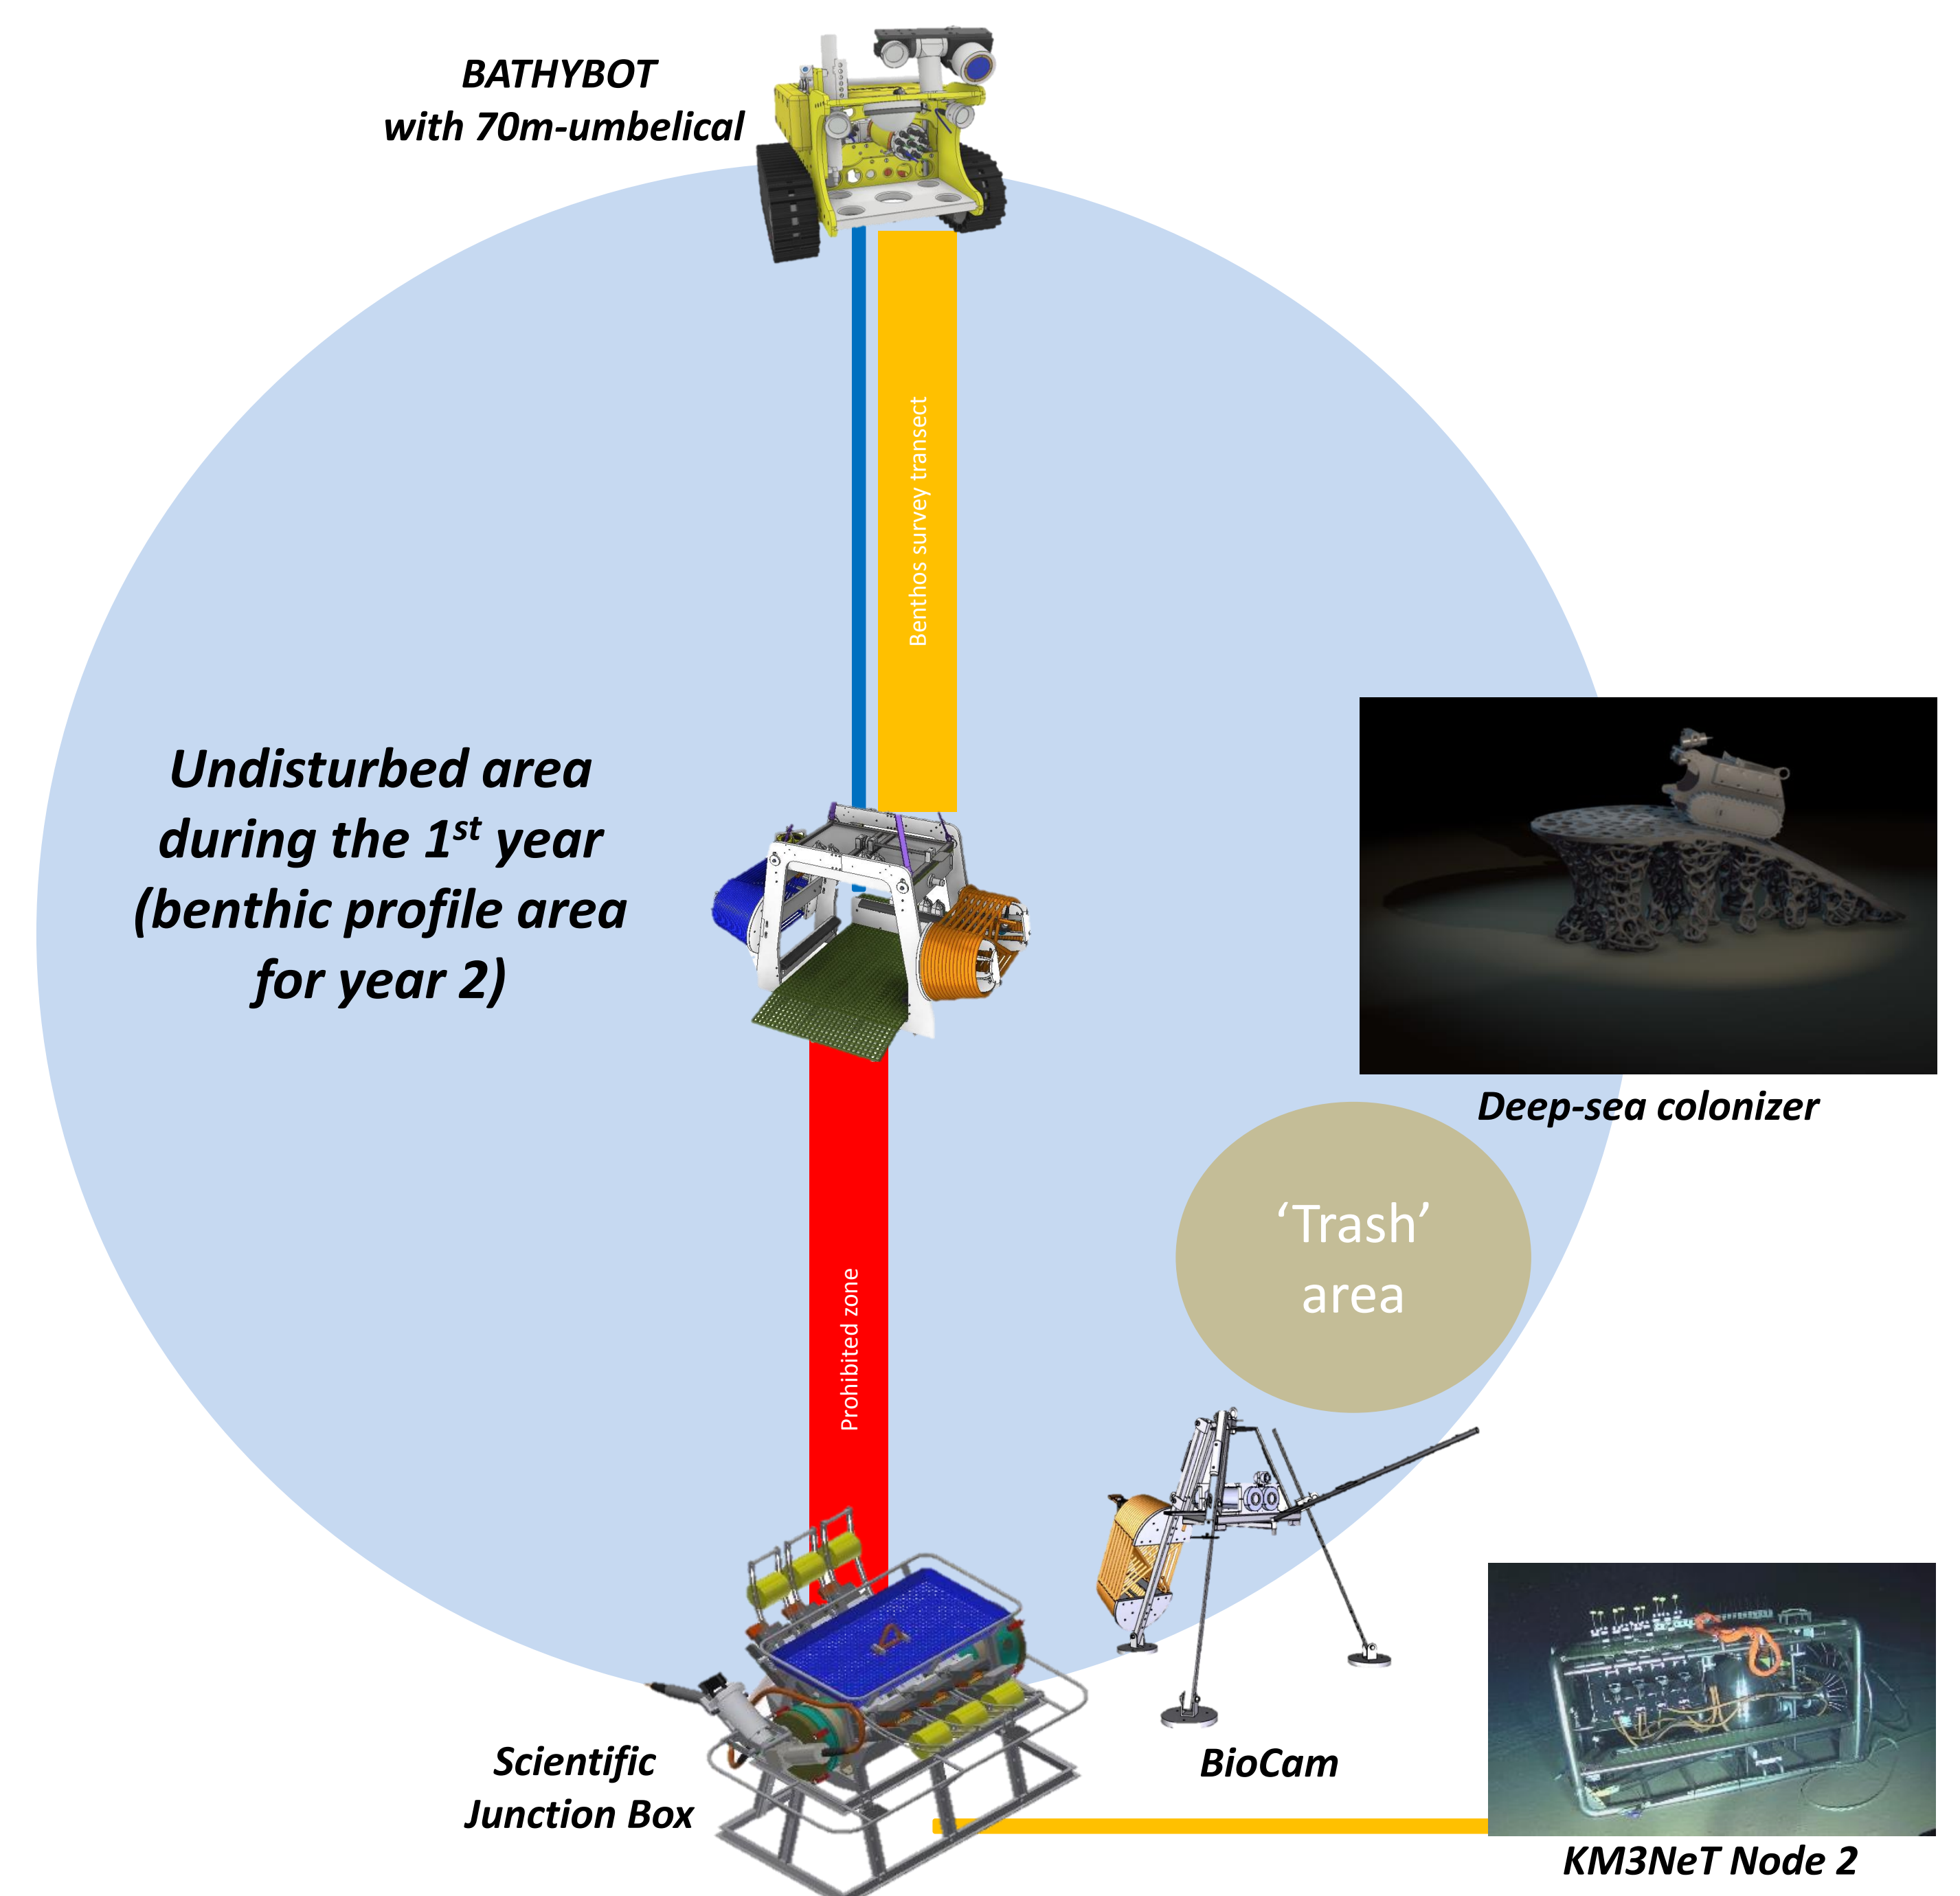 BATHYBOT
with 70m-umbelical
Benthos survey transect
Undisturbed area
during the 1st year
(benthic profile area
for year 2)
Deep-sea colonizer
‘Trash’
area
Prohibited zone
Scientific
Junction Box
BioCam
KM3NeT Node 2